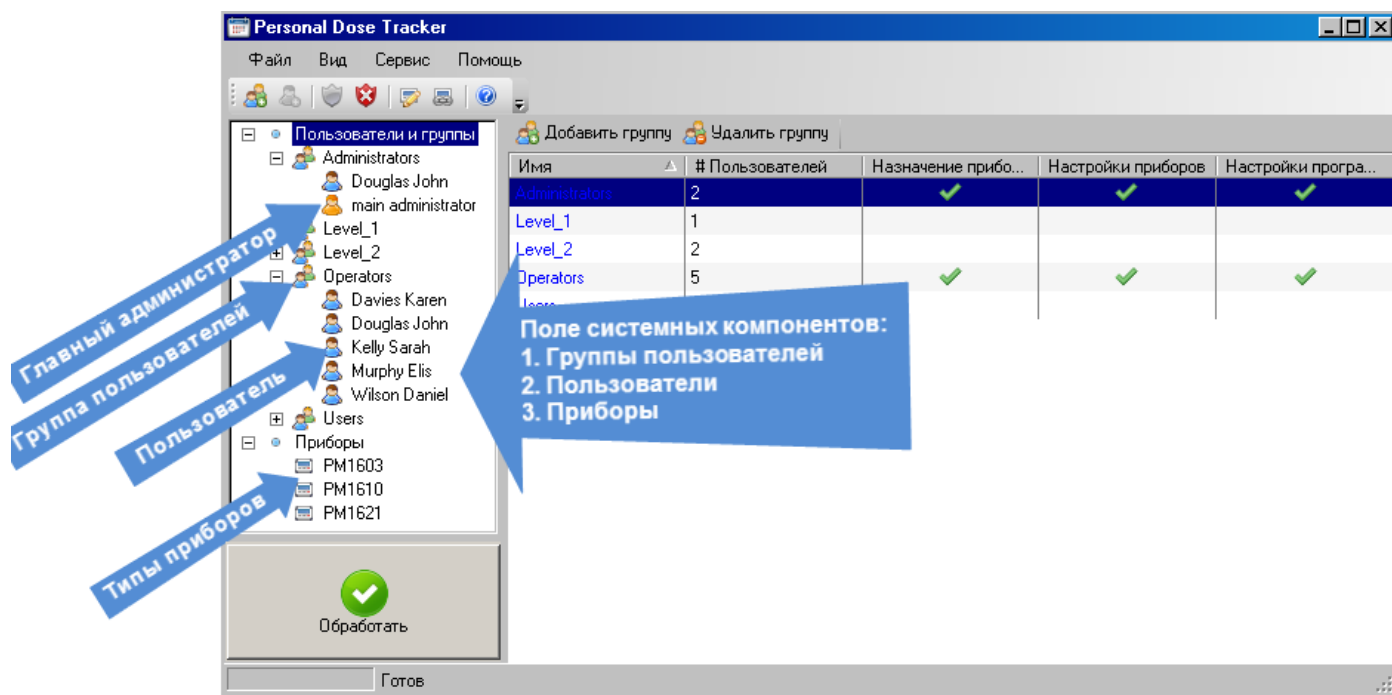 Personal Dose Tracker
Файл Вид Сервис Помощь
Добавить группу Удалить группу
Пользователи и группы
Administrators
Douglas John
main administrator
Level_1
Level_2
Operators
Davies Karen
Douglas John
Kelly Sarah
Murphy Elis
Wilson Daniel
Users
Приборы
PM1603
PM1610
PM1621
Обработать
Готов
Имя # Пользователей Назначение прибо... Настройки приборов Настройки програ...
Administrators 2
Level_1 1
Level_2 2
Operators 5
Users
Главный администратор
Группа пользователей
Пользователь
Типы приборов
Поле системных компонентов:
1. Группы пользователей
2. Пользователи
3. Приборы